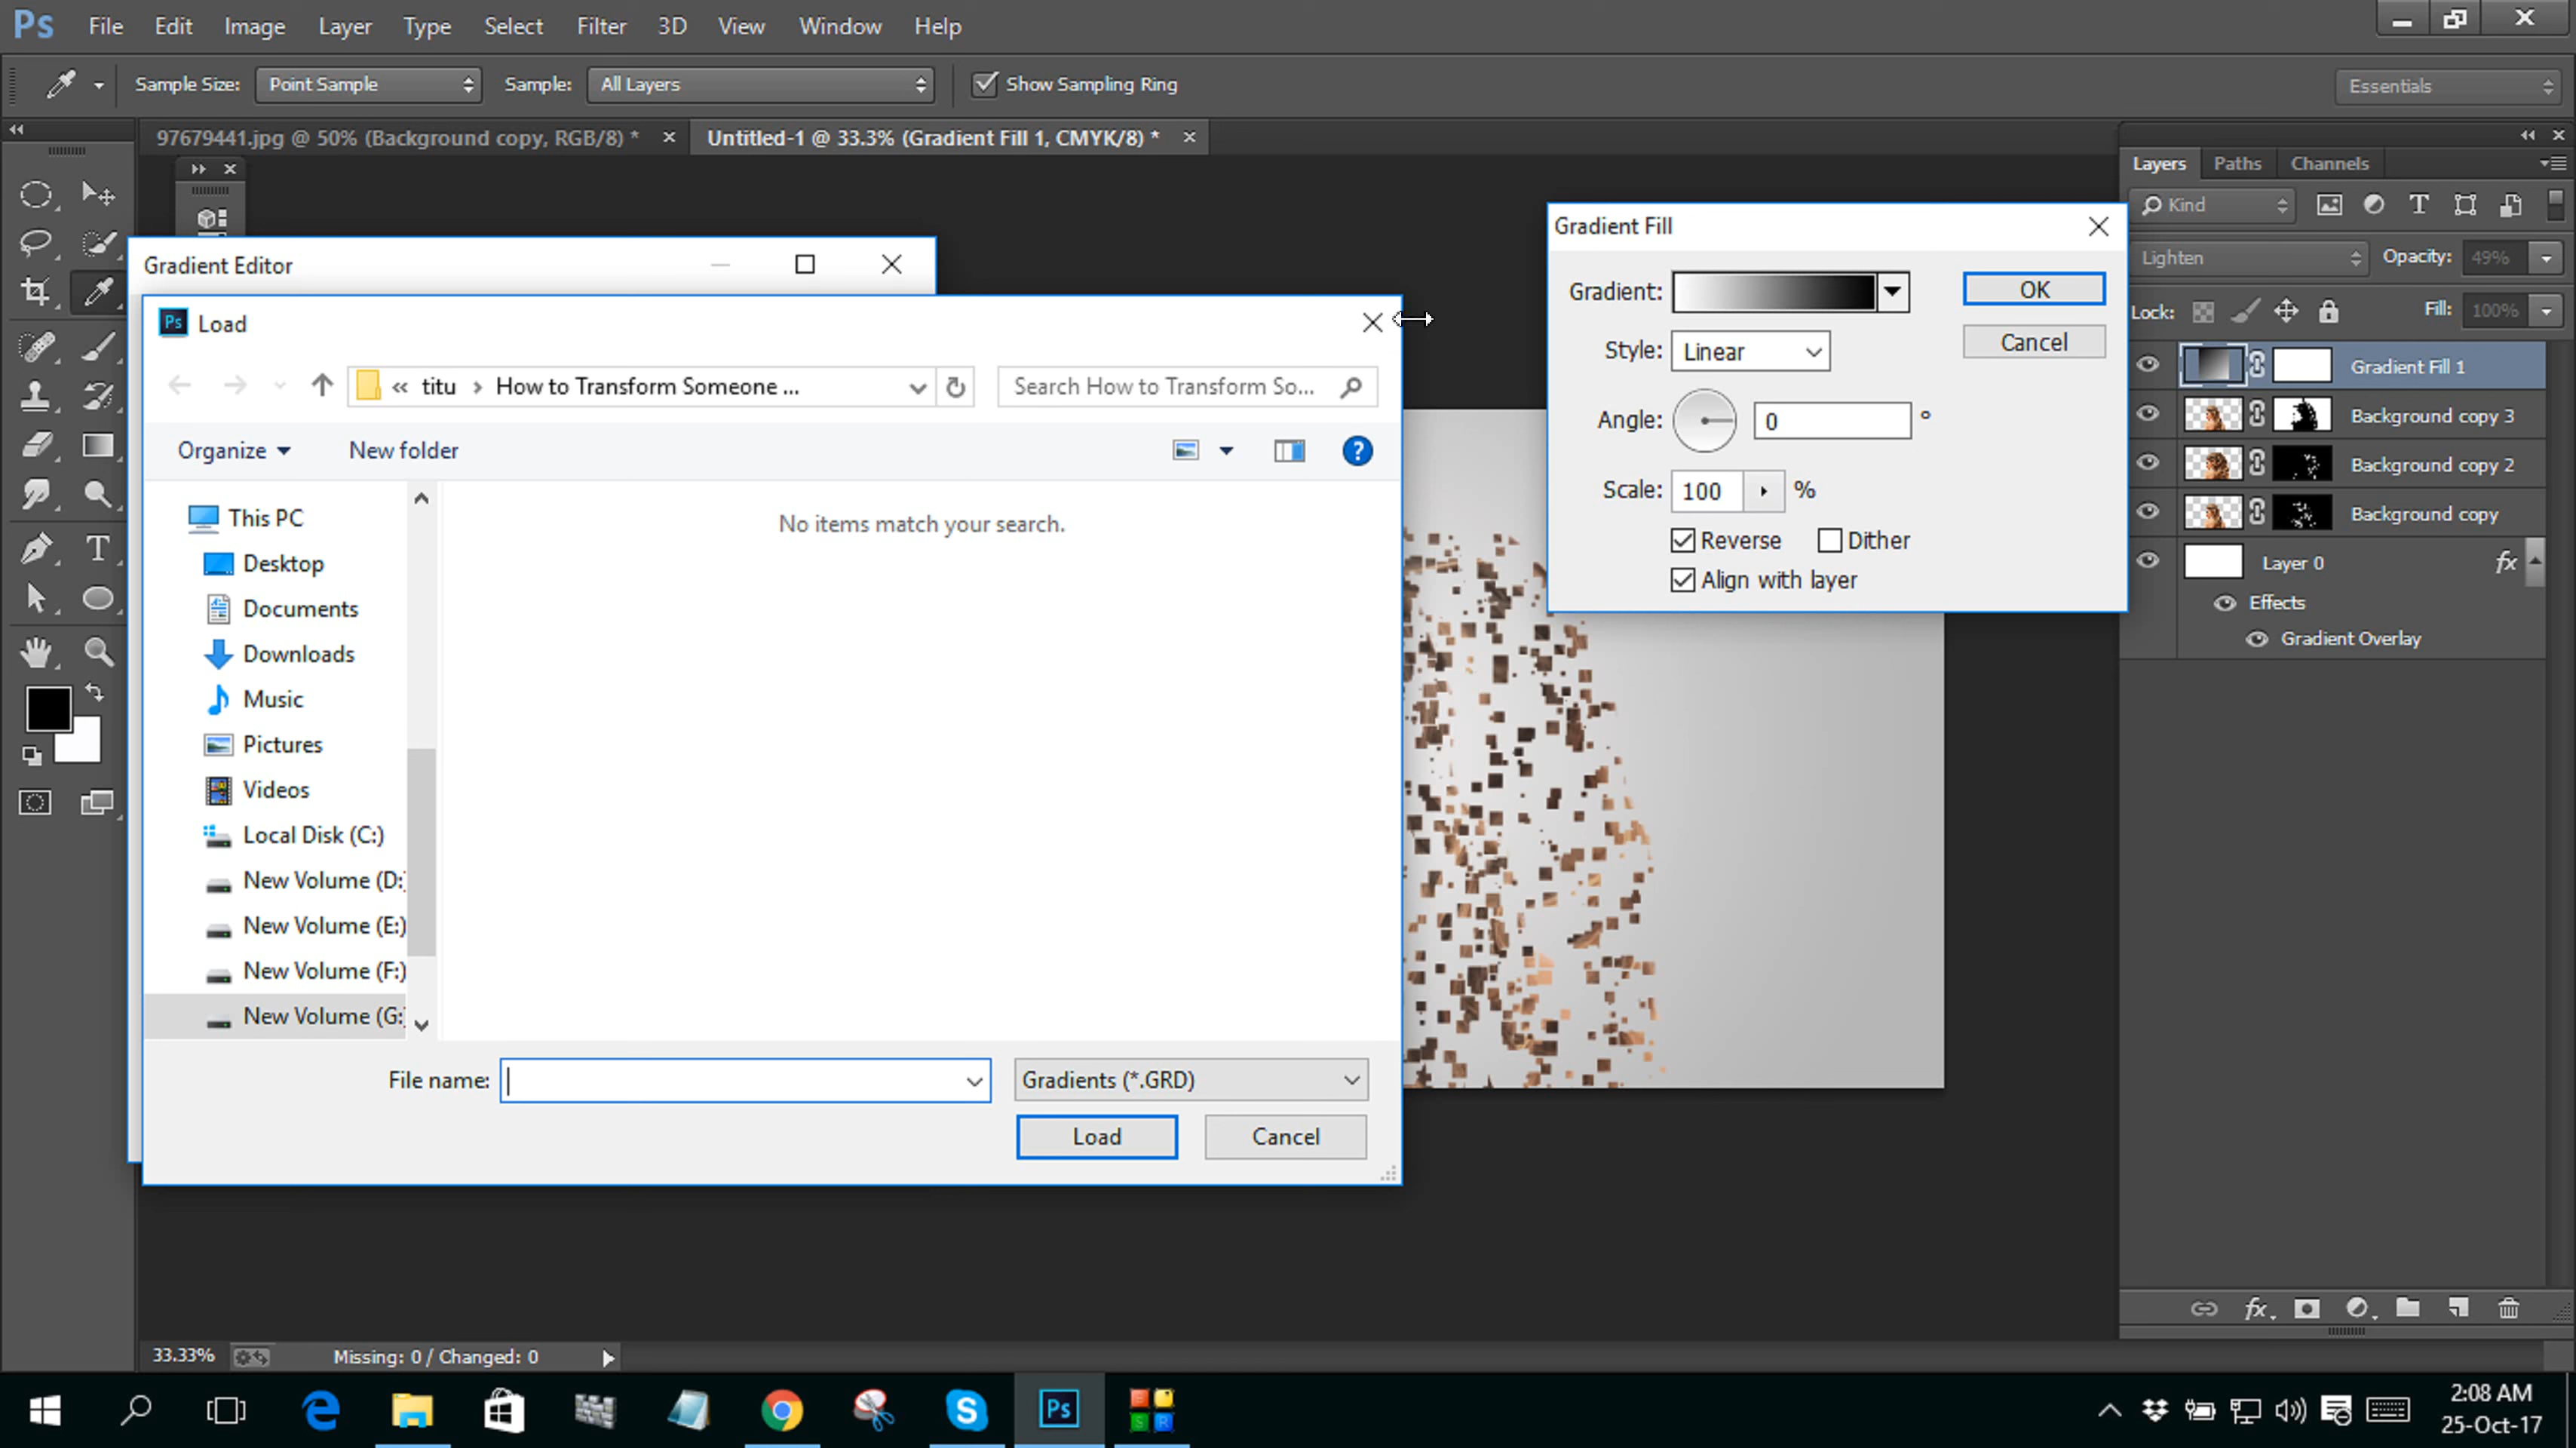 Ps File Edit Image Layer Type Select Filter 3D View Window Help
Sample Size: Point Sample Sample: All Layers Show Sampling Ring Essentials
97679441.jpg @ 50% (Background copy, RGB/8) * Untitled-1 @ 33.3% (Gradient Fill 1, CMYK/8) *
Gradient Editor
Ps Load
« titu How to Transform Someone ... Search How to Transform So...
Organize New folder ?
This PC
Desktop
Documents
Downloads
Music
Pictures
Videos
Local Disk (C:)
New Volume (D:
New Volume (E:)
New Volume (F:)
New Volume (G:
No items match your search.
File name: Gradients (*.GRD)
Load Cancel
Gradient Fill
Gradient: OK
Style: Linear Cancel
Angle: 0 °
Scale: 100 %
Reverse Dither
Align with layer
Layers Paths Channels
Kind
Lighten Opacity: 49%
Lock: Fill: 100%
Gradient Fill 1
Background copy 3
Background copy 2
Background copy
Layer 0 fx
Effects
Gradient Overlay
fx
33.33% Missing: 0 / Changed: 0
S Ps E S R
2:08 AM
25-Oct-17